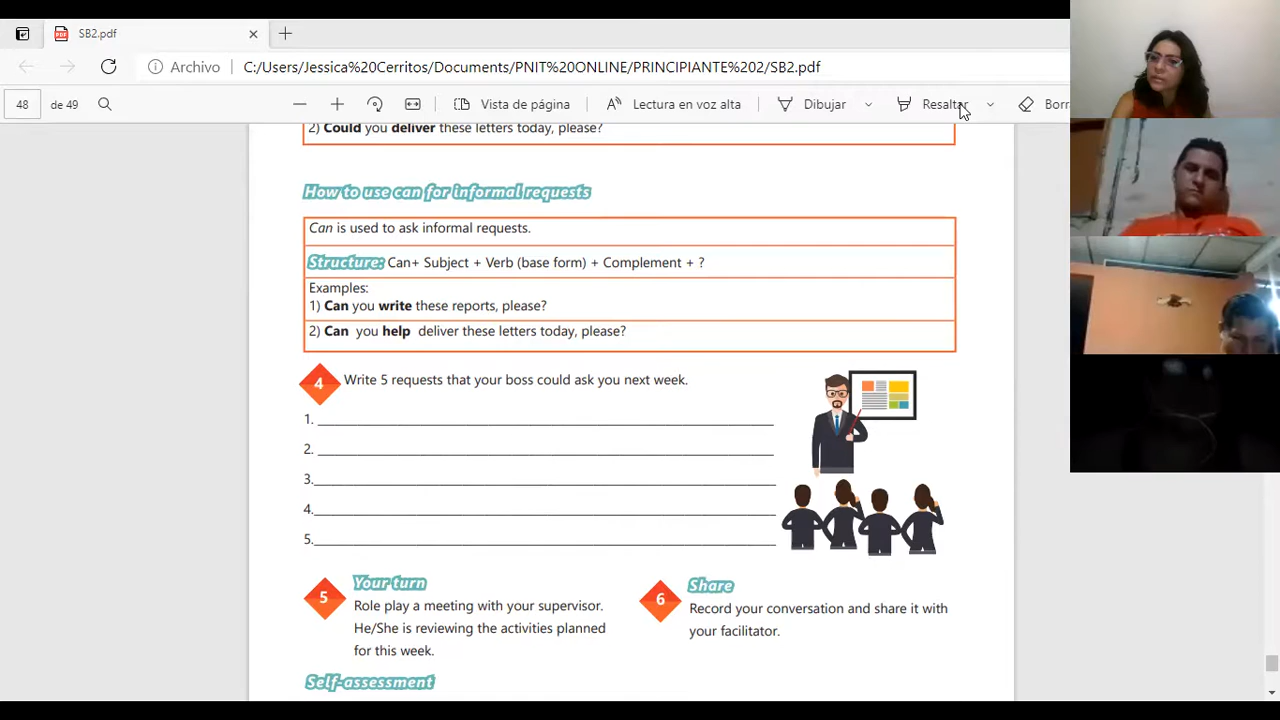 SB2.pdf
Archivo
C:/Users/Jessica%20Cerritos/Documents/PNIT%20ONLINE/PRINCIPIANTE%202/SB2.pdf
48 de 49
Vista de página
Lectura en voz alta
Dibujar
Resaltar
Borr
2) Could you deliver these letters today, please?
How to use can for informal requests
Can is used to ask informal requests.
Structure: Can+ Subject + Verb (base form) + Complement + ?
Examples:
1) Can you write these reports, please?
2) Can you help deliver these letters today, please?
4 Write 5 requests that your boss could ask you next week.
1.
2.
3.
4.
5.
5 Your turn
Role play a meeting with your supervisor.
He/She is reviewing the activities planned
for this week.
6 Share
Record your conversation and share it with
your facilitator.
Self-assessment